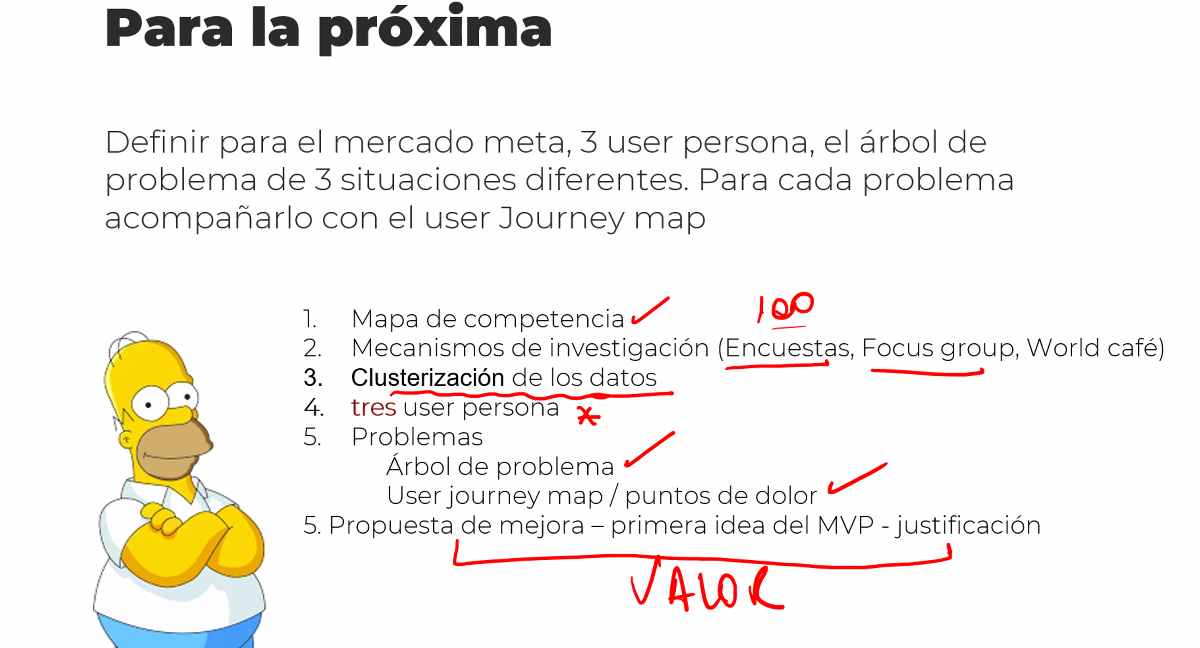 Para la próxima
Definir para el mercado meta, 3 user persona, el árbol de
problema de 3 situaciones diferentes. Para cada problema
acompañarlo con el user Journey map
100
1. Mapa de competencia
2. Mecanismos de investigación (Encuestas, Focus group, World café)
3. Clusterización de los datos
4. tres user persona *
5. Problemas
Árbol de problema
User journey map / puntos de dolor
5. Propuesta de mejora – primera idea del MVP - justificación
VALOR